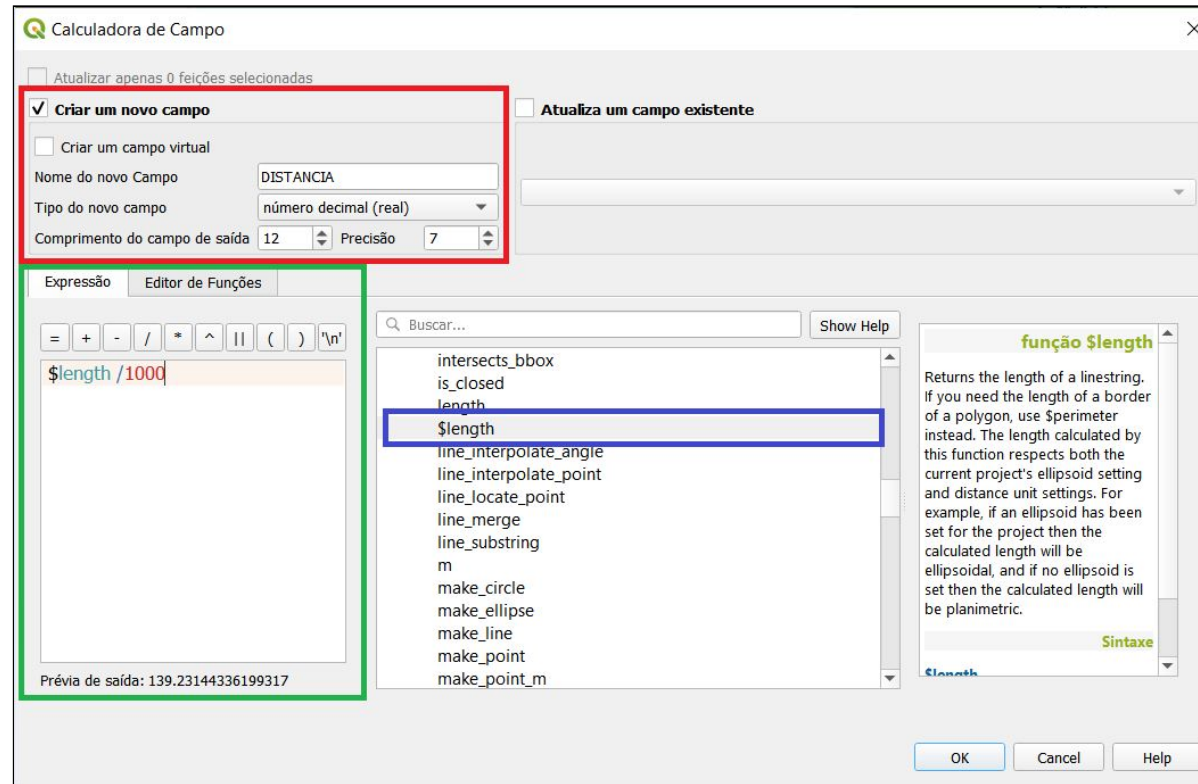 Calculadora de Campo
Atualizar apenas 0 feições selecionadas
Criar um novo campo
Atualiza um campo existente
Criar um campo virtual
Nome do novo Campo DISTANCIA
Tipo do novo campo número decimal (real)
Comprimento do campo de saída 12 Precisão 7
Expressão Editor de Funções
= + - / * ^ || ( ) '\n'
$length /1000
Prévia de saída: 139.23144336199317
Buscar... Show Help
intersects_bbox
is_closed
length
$length
line_interpolate_angle
line_interpolate_point
line_locate_point
line_merge
line_substring
m
make_circle
make_ellipse
make_line
make_point
make_point_m
função $length
Returns the length of a linestring.
If you need the length of a border
of a polygon, use $perimeter
instead. The length calculated by
this function respects both the
current project's ellipsoid setting
and distance unit settings. For
example, if an ellipsoid has been
set for the project then the
calculated length will be
ellipsoidal, and if no ellipsoid is
set then the calculated length will
be planimetric.
Sintaxe
$length
OK Cancel Help